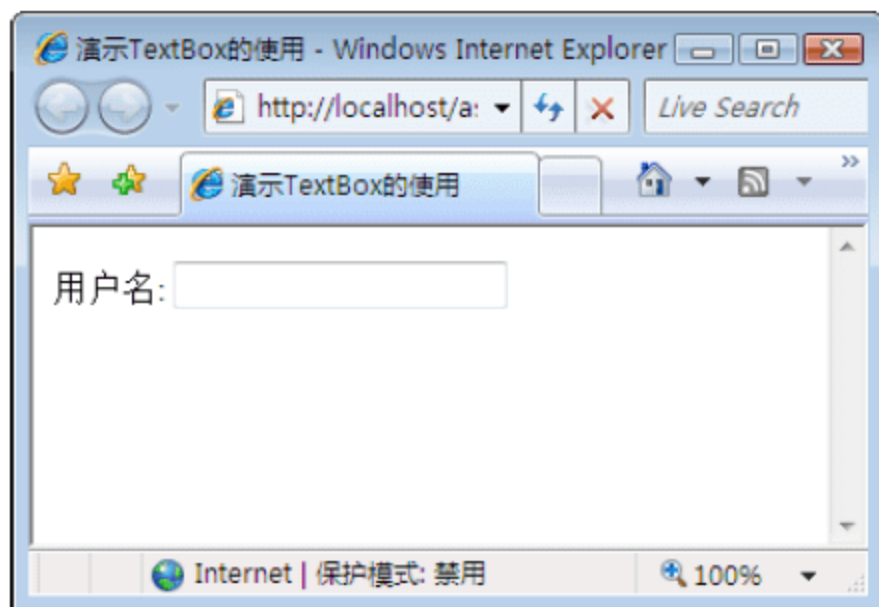 演示TextBox的使用 - Windows Internet Explorer
http://localhost/a:
Live Search
演示TextBox的使用
用户名:
Internet | 保护模式: 禁用
100%